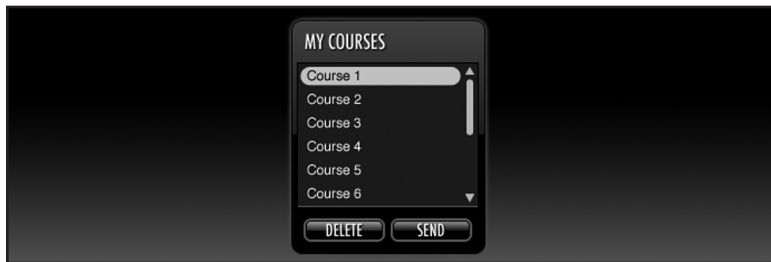 MY COURSES
Course 1
Course 2
Course 3
Course 4
Course 5
Course 6
DELETE SEND